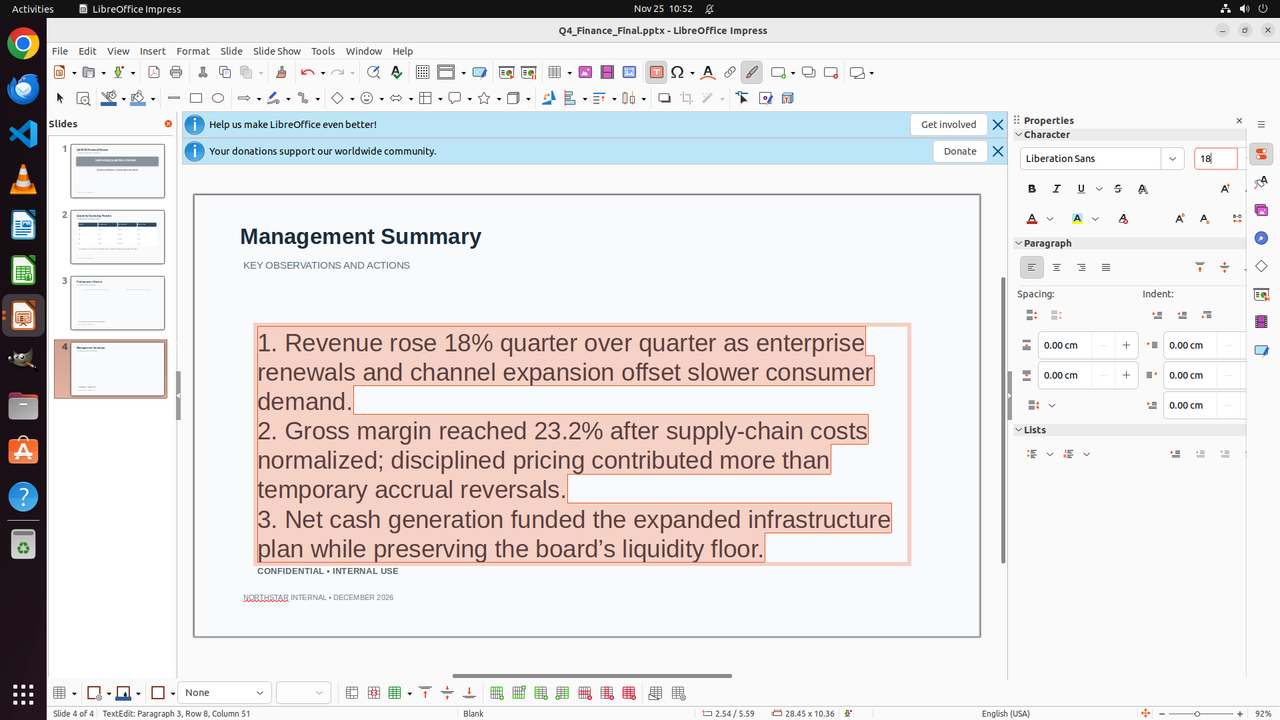 Activities
LibreOffice Impress
Nov 25 10:52
Q4_Finance_Final.pptx - LibreOffice Impress
File Edit View Insert Format Slide Slide Show Tools Window Help
Slides
Help us make LibreOffice even better!
Get involved
Your donations support our worldwide community.
Donate
1
2
3
4
Management Summary
KEY OBSERVATIONS AND ACTIONS
1. Revenue rose 18% quarter over quarter as enterprise
renewals and channel expansion offset slower consumer
demand.
2. Gross margin reached 23.2% after supply-chain costs
normalized; disciplined pricing contributed more than
temporary accrual reversals.
3. Net cash generation funded the expanded infrastructure
plan while preserving the board’s liquidity floor.
CONFIDENTIAL • INTERNAL USE
NORTHSTAR INTERNAL • DECEMBER 2026
Properties
Character
Liberation Sans
18
Paragraph
Spacing: Indent:
0.00 cm 0.00 cm
0.00 cm 0.00 cm
0.00 cm
Lists
None
Slide 4 of 4
TextEdit: Paragraph 3, Row 8, Column 51
Blank
2.54 / 5.59
28.45 x 10.36
English (USA)
92%